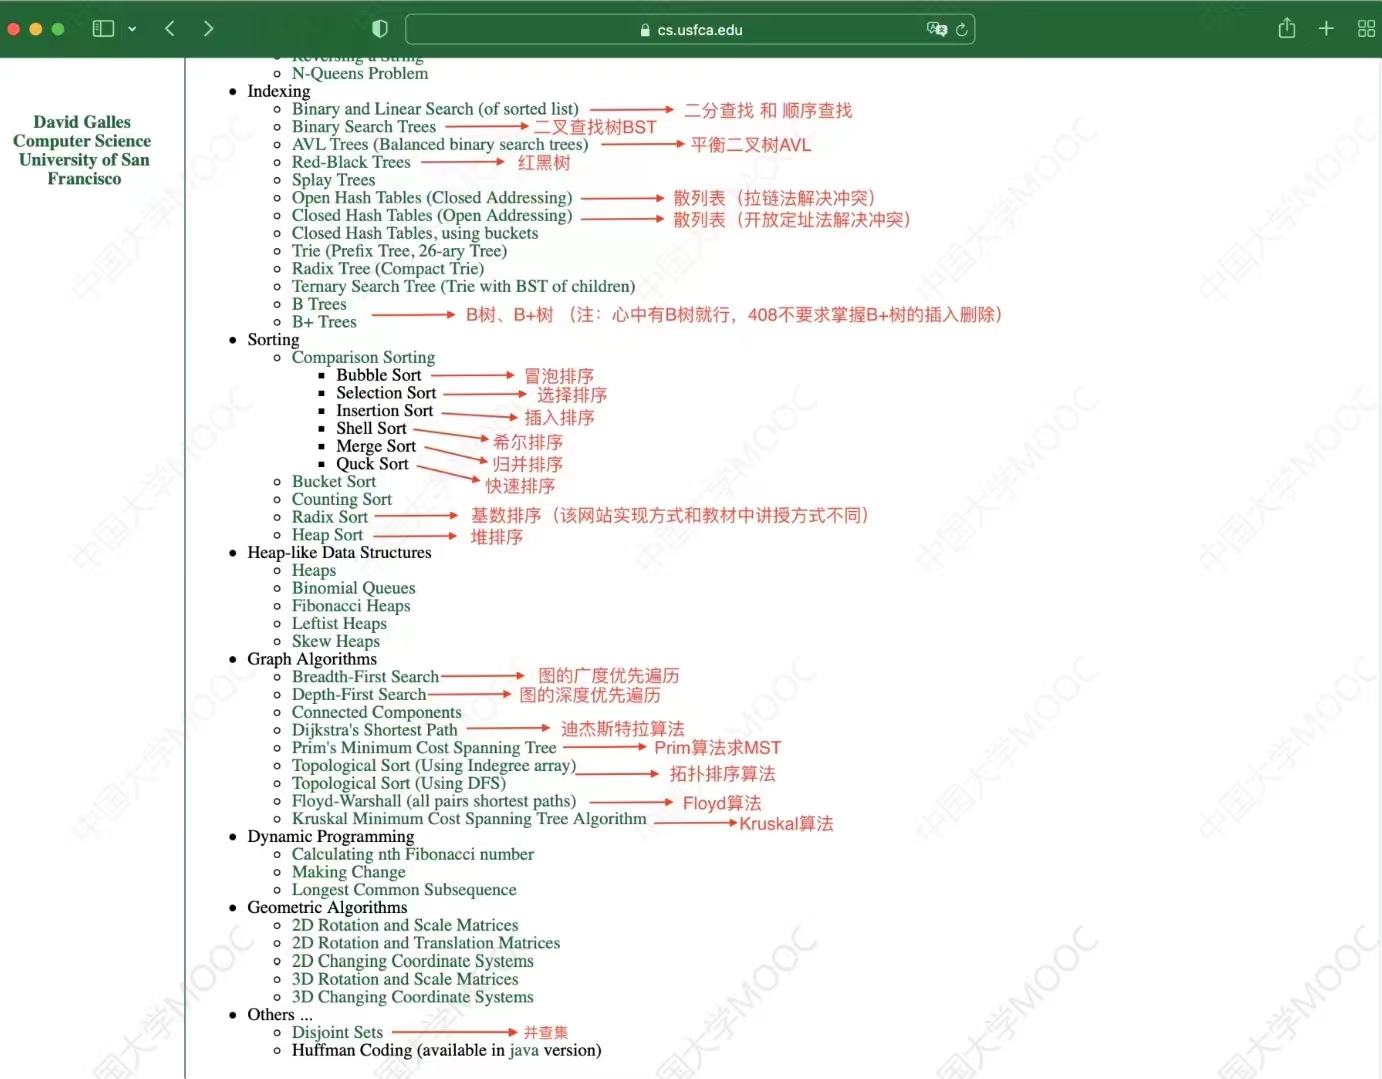 cs.usfca.edu
David Galles
Computer Science
University of San
Francisco
Reversing a String
N-Queens Problem
Indexing
Binary and Linear Search (of sorted list) 二分查找 和 顺序查找
Binary Search Trees 二叉查找树BST
AVL Trees (Balanced binary search trees) 平衡二叉树AVL
Red-Black Trees 红黑树
Splay Trees
Open Hash Tables (Closed Addressing) 散列表（拉链法解决冲突）
Closed Hash Tables (Open Addressing) 散列表（开放定址法解决冲突）
Closed Hash Tables, using buckets
Trie (Prefix Tree, 26-ary Tree)
Radix Tree (Compact Trie)
Ternary Search Tree (Trie with BST of children)
B Trees
B+ Trees B树、B+树 （注：心中有B树就行，408不要求掌握B+树的插入删除）
Sorting
Comparison Sorting
Bubble Sort 冒泡排序
Selection Sort 选择排序
Insertion Sort 插入排序
Shell Sort 希尔排序
Merge Sort 归并排序
Quck Sort 快速排序
Bucket Sort
Counting Sort
Radix Sort 基数排序（该网站实现方式和教材中讲授方式不同）
Heap Sort 堆排序
Heap-like Data Structures
Heaps
Binomial Queues
Fibonacci Heaps
Leftist Heaps
Skew Heaps
Graph Algorithms
Breadth-First Search 图的广度优先遍历
Depth-First Search 图的深度优先遍历
Connected Components
Dijkstra's Shortest Path 迪杰斯特拉算法
Prim's Minimum Cost Spanning Tree Prim算法求MST
Topological Sort (Using Indegree array) 拓扑排序算法
Topological Sort (Using DFS)
Floyd-Warshall (all pairs shortest paths) Floyd算法
Kruskal Minimum Cost Spanning Tree Algorithm Kruskal算法
Dynamic Programming
Calculating nth Fibonacci number
Making Change
Longest Common Subsequence
Geometric Algorithms
2D Rotation and Scale Matrices
2D Rotation and Translation Matrices
2D Changing Coordinate Systems
3D Rotation and Scale Matrices
3D Changing Coordinate Systems
Others ...
Disjoint Sets 并查集
Huffman Coding (available in java version)
中国大学MOOC